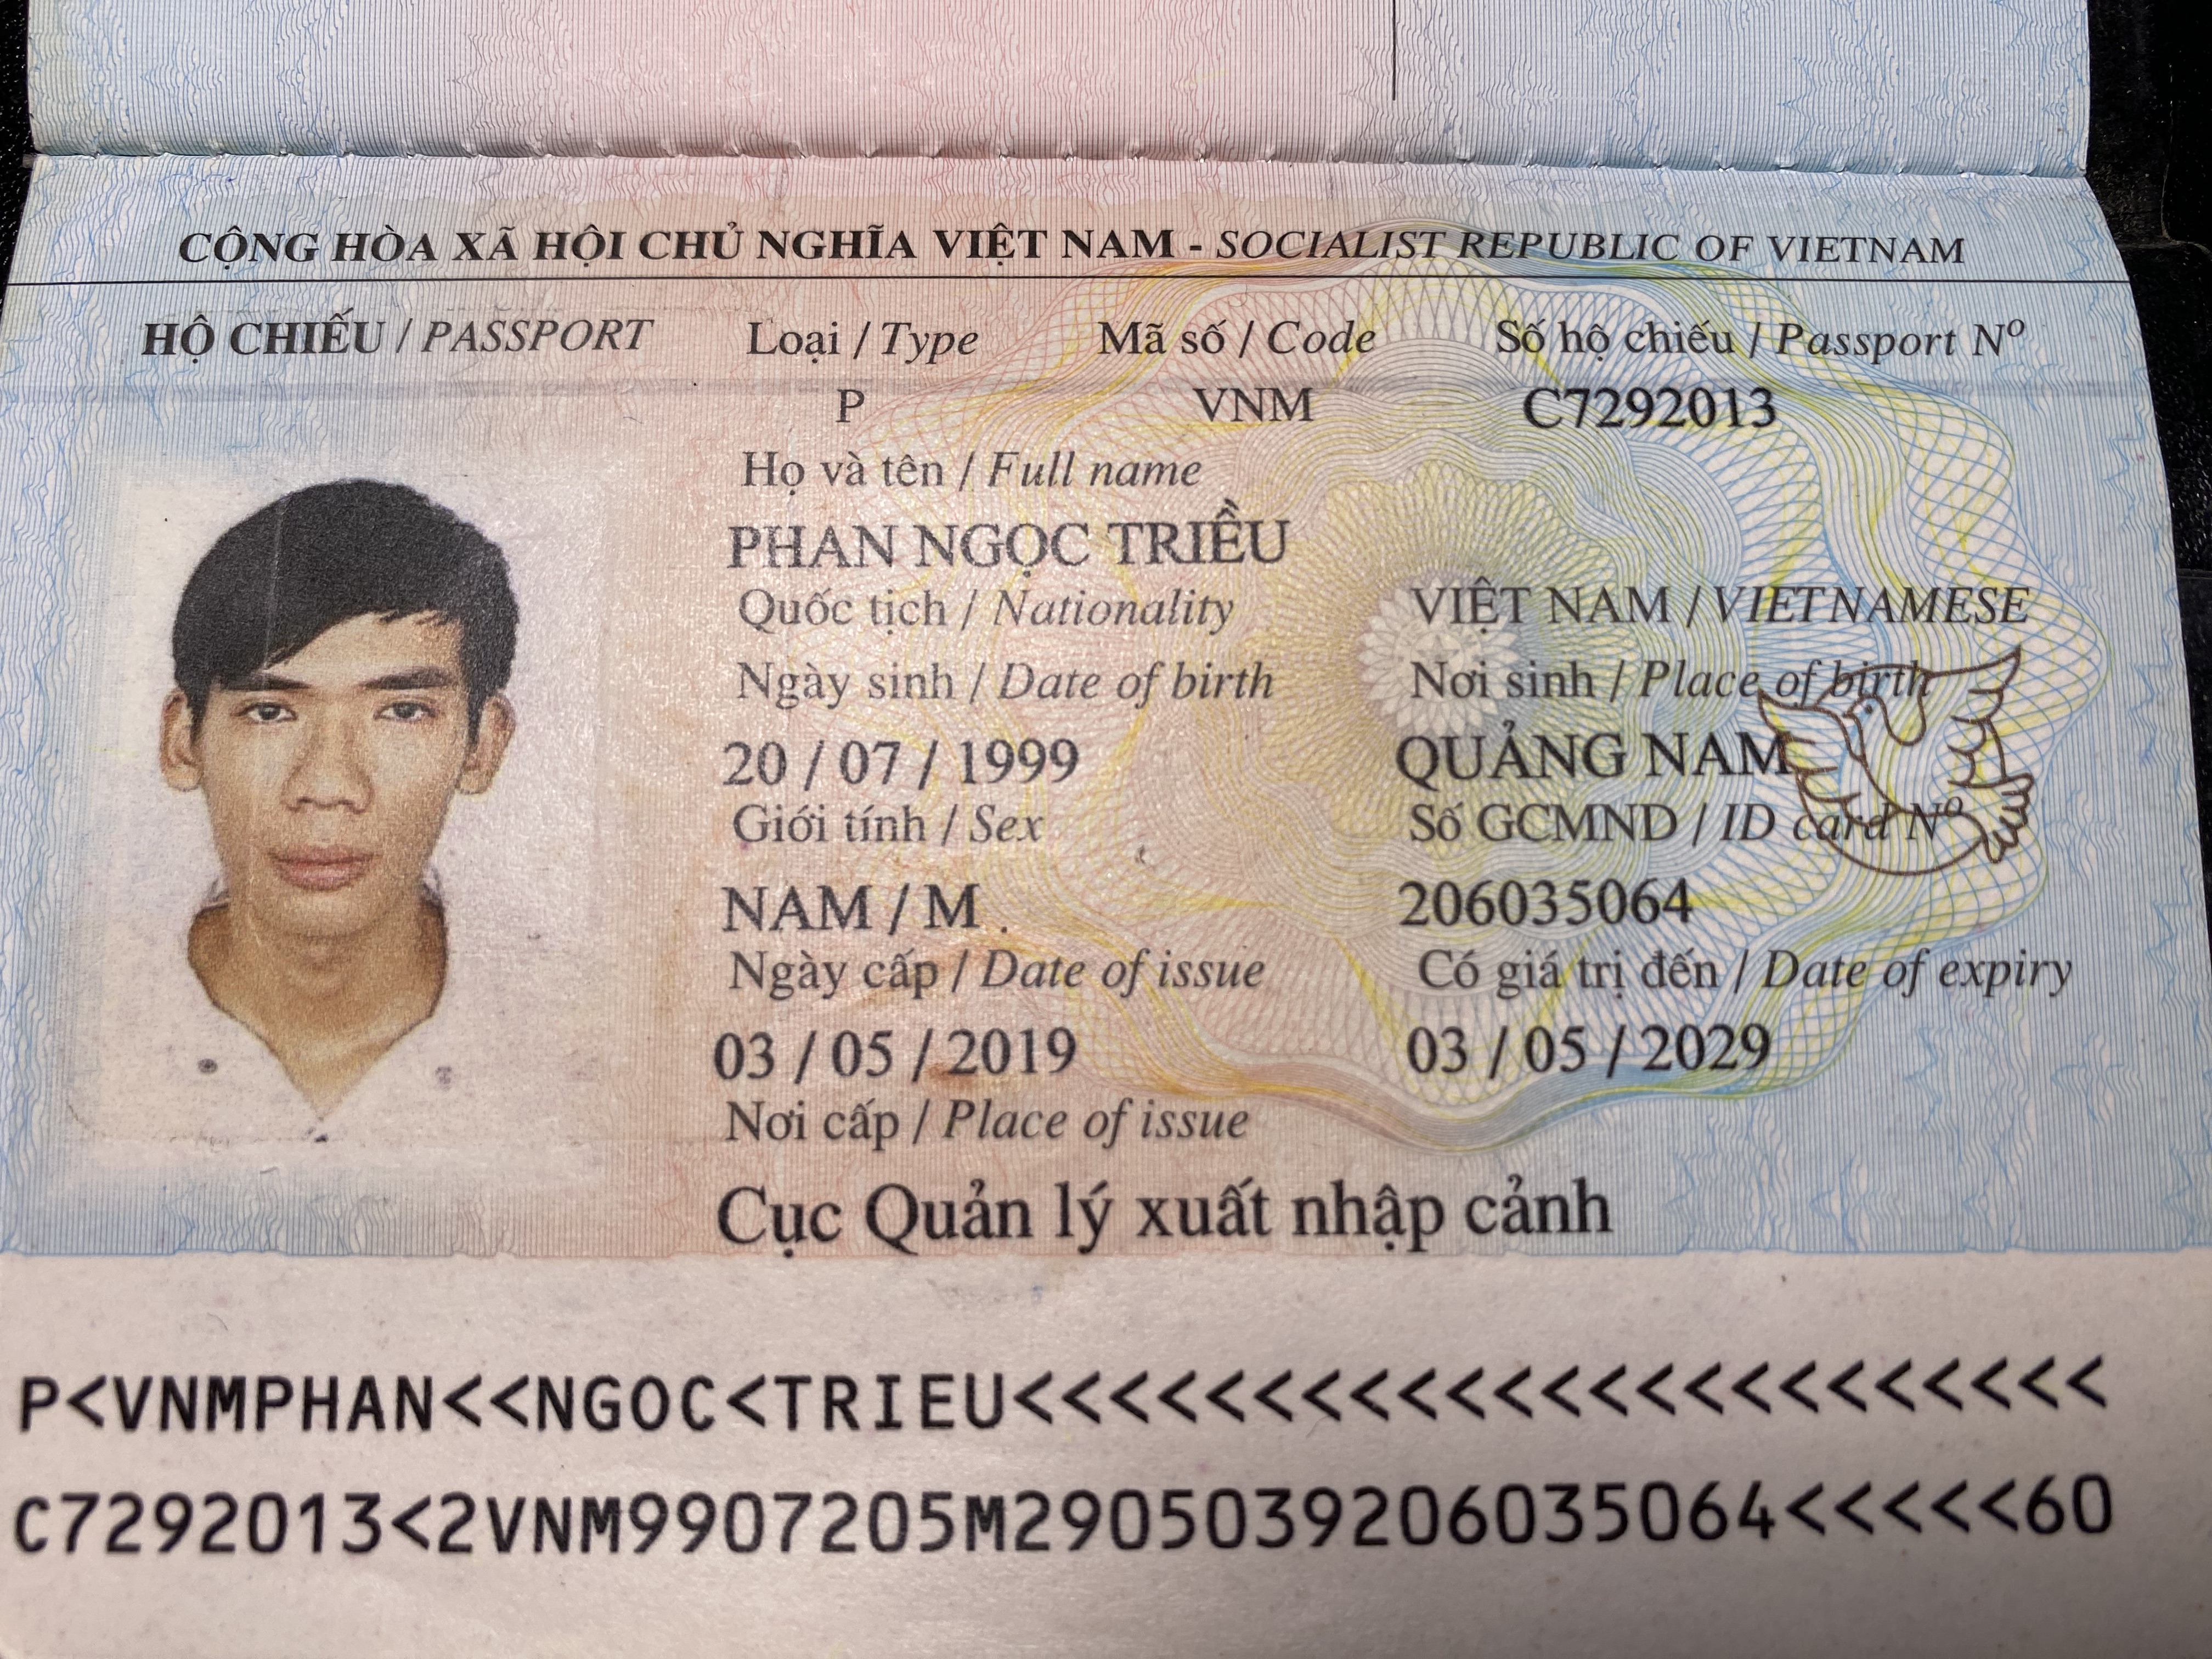 CỘNG HÒA XÃ HỘI CHỦ NGHĨA VIỆT NAM - SOCIALIST REPUBLIC OF VIETNAM
HỘ CHIẾU / PASSPORT Loại / Type Mã số / Code Số hộ chiếu / Passport Nº
P VNM C7292013
Họ và tên / Full name
PHAN NGỌC TRIỀU
Quốc tịch / Nationality VIỆT NAM / VIETNAMESE
Ngày sinh / Date of birth Nơi sinh / Place of birth
20 / 07 / 1999 QUẢNG NAM
Giới tính / Sex Số GCMND / ID card Nº
NAM / M 206035064
Ngày cấp / Date of issue Có giá trị đến / Date of expiry
03 / 05 / 2019 03 / 05 / 2029
Nơi cấp / Place of issue
Cục Quản lý xuất nhập cảnh
P<VNMPHAN<<NGOC<TRIEU<<<<<<<<<<<<<<<<<<<<<<<
C7292013<2VNM9907205M2905039206035064<<<<<60